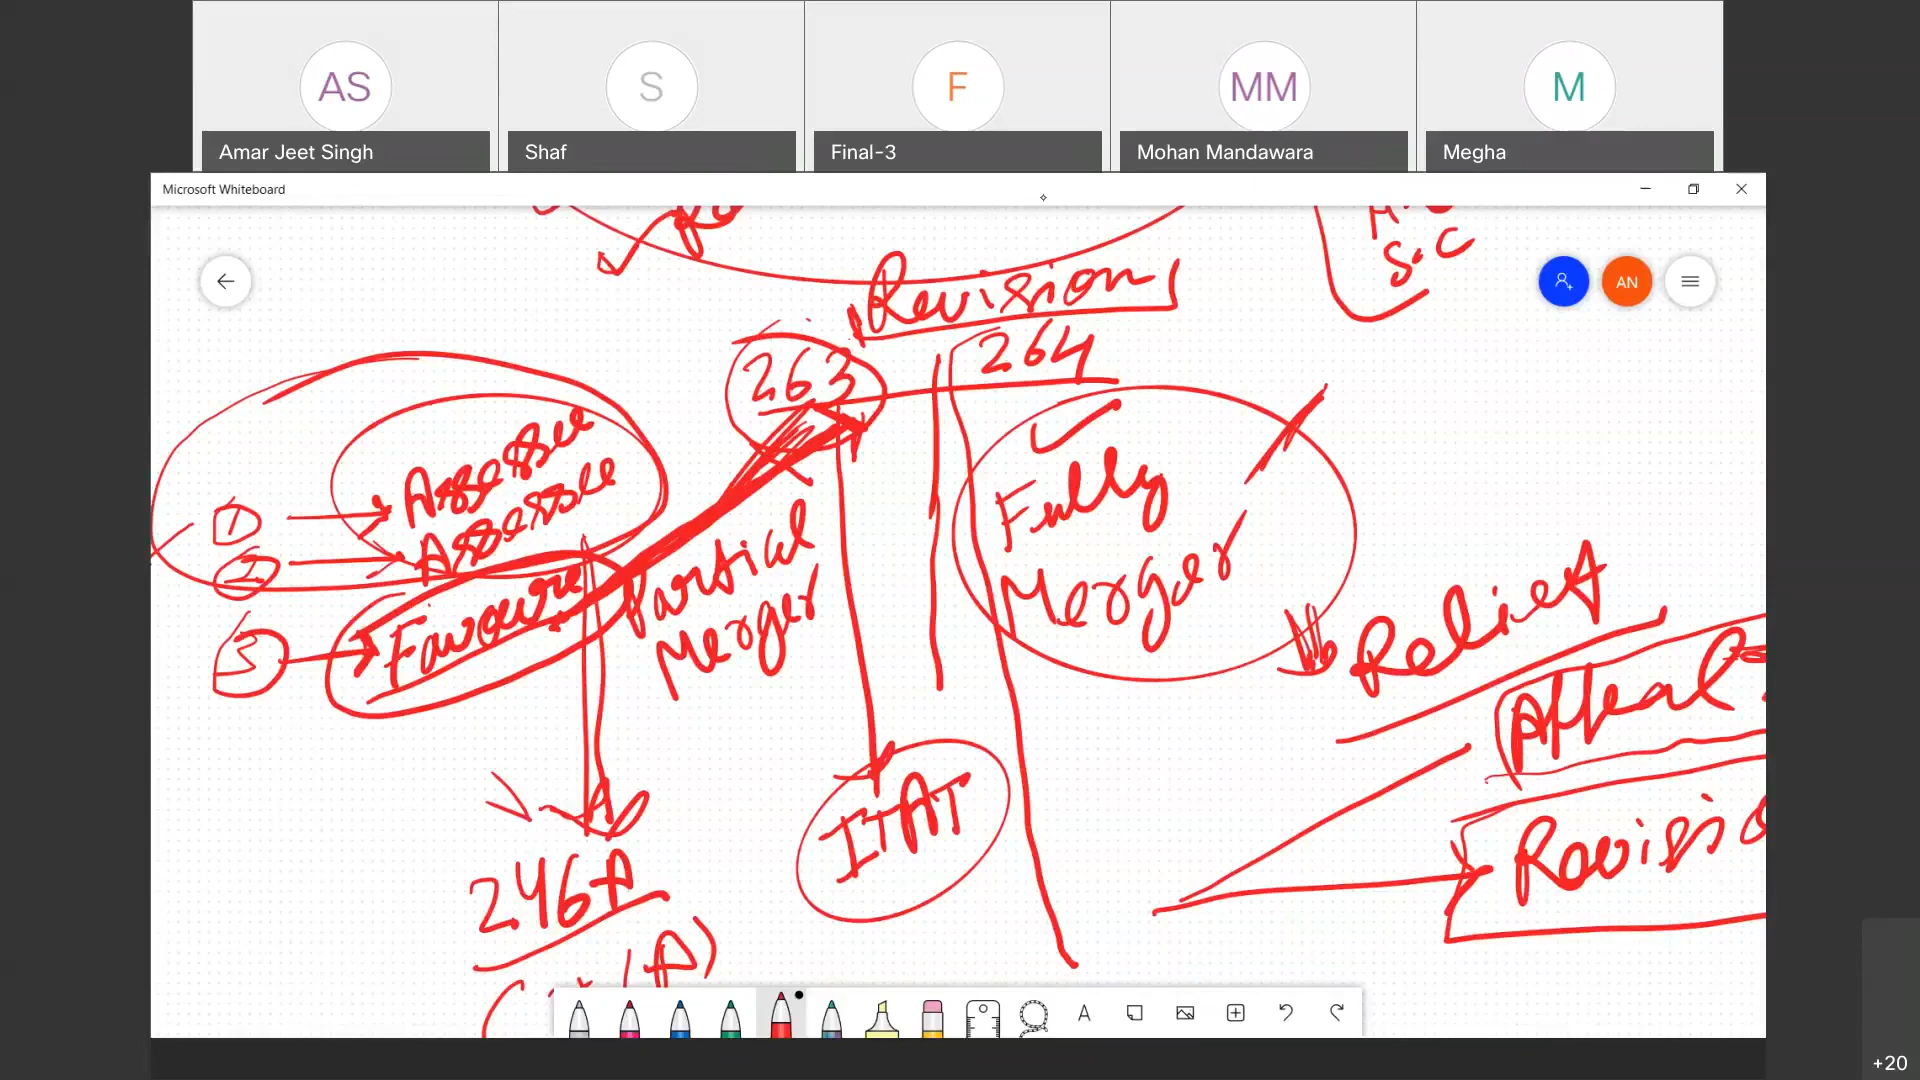 AS
S
F
MM
M
Amar Jeet Singh
Shaf
Final-3
Mohan Mandawara
Megha
Microsoft Whiteboard
S.C
AN
Revision
263
264
1
Assessee
2
Assessee
3
Favour
Partial
Merger
Fully
Merger
Relief
Appeal
Revisio
ITAT
246A
(A)
A
+20